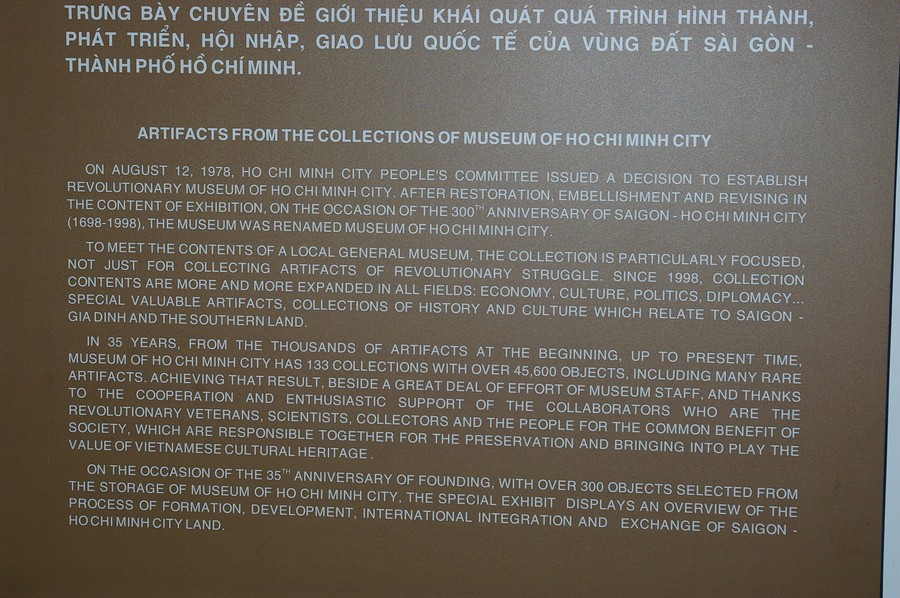 TRƯNG BÀY CHUYÊN ĐỀ GIỚI THIỆU KHÁI QUÁT QUÁ TRÌNH HÌNH THÀNH,
PHÁT TRIỂN, HỘI NHẬP, GIAO LƯU QUỐC TẾ CỦA VÙNG ĐẤT SÀI GÒN -
THÀNH PHỐ HỒ CHÍ MINH.
ARTIFACTS FROM THE COLLECTIONS OF MUSEUM OF HO CHI MINH CITY
ON AUGUST 12, 1978, HO CHI MINH CITY PEOPLE'S COMMITTEE ISSUED A DECISION TO ESTABLISH
REVOLUTIONARY MUSEUM OF HO CHI MINH CITY. AFTER RESTORATION, EMBELLISHMENT AND REVISING IN
THE CONTENT OF EXHIBITION, ON THE OCCASION OF THE 300TH ANNIVERSARY OF SAIGON - HO CHI MINH CITY
(1698-1998), THE MUSEUM WAS RENAMED MUSEUM OF HO CHI MINH CITY.
TO MEET THE CONTENTS OF A LOCAL GENERAL MUSEUM, THE COLLECTION IS PARTICULARLY FOCUSED,
NOT JUST FOR COLLECTING ARTIFACTS OF REVOLUTIONARY STRUGGLE. SINCE 1998, COLLECTION
CONTENTS ARE MORE AND MORE EXPANDED IN ALL FIELDS: ECONOMY, CULTURE, POLITICS, DIPLOMACY...
SPECIAL VALUABLE ARTIFACTS, COLLECTIONS OF HISTORY AND CULTURE WHICH RELATE TO SAIGON -
GIA DINH AND THE SOUTHERN LAND.
IN 35 YEARS, FROM THE THOUSANDS OF ARTIFACTS AT THE BEGINNING, UP TO PRESENT TIME,
MUSEUM OF HO CHI MINH CITY HAS 133 COLLECTIONS WITH OVER 45,600 OBJECTS, INCLUDING MANY RARE
ARTIFACTS. ACHIEVING THAT RESULT, BESIDE A GREAT DEAL OF EFFORT OF MUSEUM STAFF, AND THANKS
TO THE COOPERATION AND ENTHUSIASTIC SUPPORT OF THE COLLABORATORS WHO ARE THE
REVOLUTIONARY VETERANS, SCIENTISTS, COLLECTORS AND THE PEOPLE FOR THE COMMON BENEFIT OF
SOCIETY, WHICH ARE RESPONSIBLE TOGETHER FOR THE PRESERVATION AND BRINGING INTO PLAY THE
VALUE OF VIETNAMESE CULTURAL HERITAGE.
ON THE OCCASION OF THE 35TH ANNIVERSARY OF FOUNDING, WITH OVER 300 OBJECTS SELECTED FROM
THE STORAGE OF MUSEUM OF HO CHI MINH CITY, THE SPECIAL EXHIBIT DISPLAYS AN OVERVIEW OF THE
PROCESS OF FORMATION, DEVELOPMENT, INTERNATIONAL INTEGRATION AND EXCHANGE OF SAIGON -
HO CHI MINH CITY LAND.